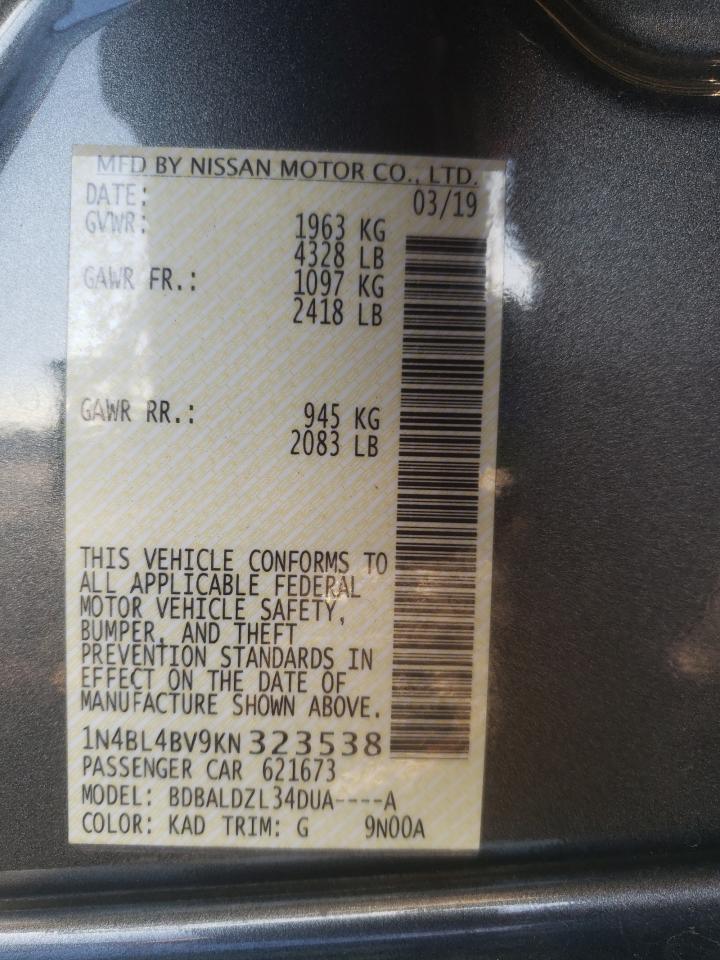 MFD BY NISSAN MOTOR CO., LTD.
DATE: 03/19
GVWR: 1963 KG
4328 LB
GAWR FR.: 1097 KG
2418 LB
GAWR RR.: 945 KG
2083 LB
THIS VEHICLE CONFORMS TO
ALL APPLICABLE FEDERAL
MOTOR VEHICLE SAFETY,
BUMPER, AND THEFT
PREVENTION STANDARDS IN
EFFECT ON THE DATE OF
MANUFACTURE SHOWN ABOVE.
1N4BL4BV9KN323538
PASSENGER CAR 621673
MODEL: BDBALDZL34DUA----A
COLOR: KAD TRIM: G 9N00A